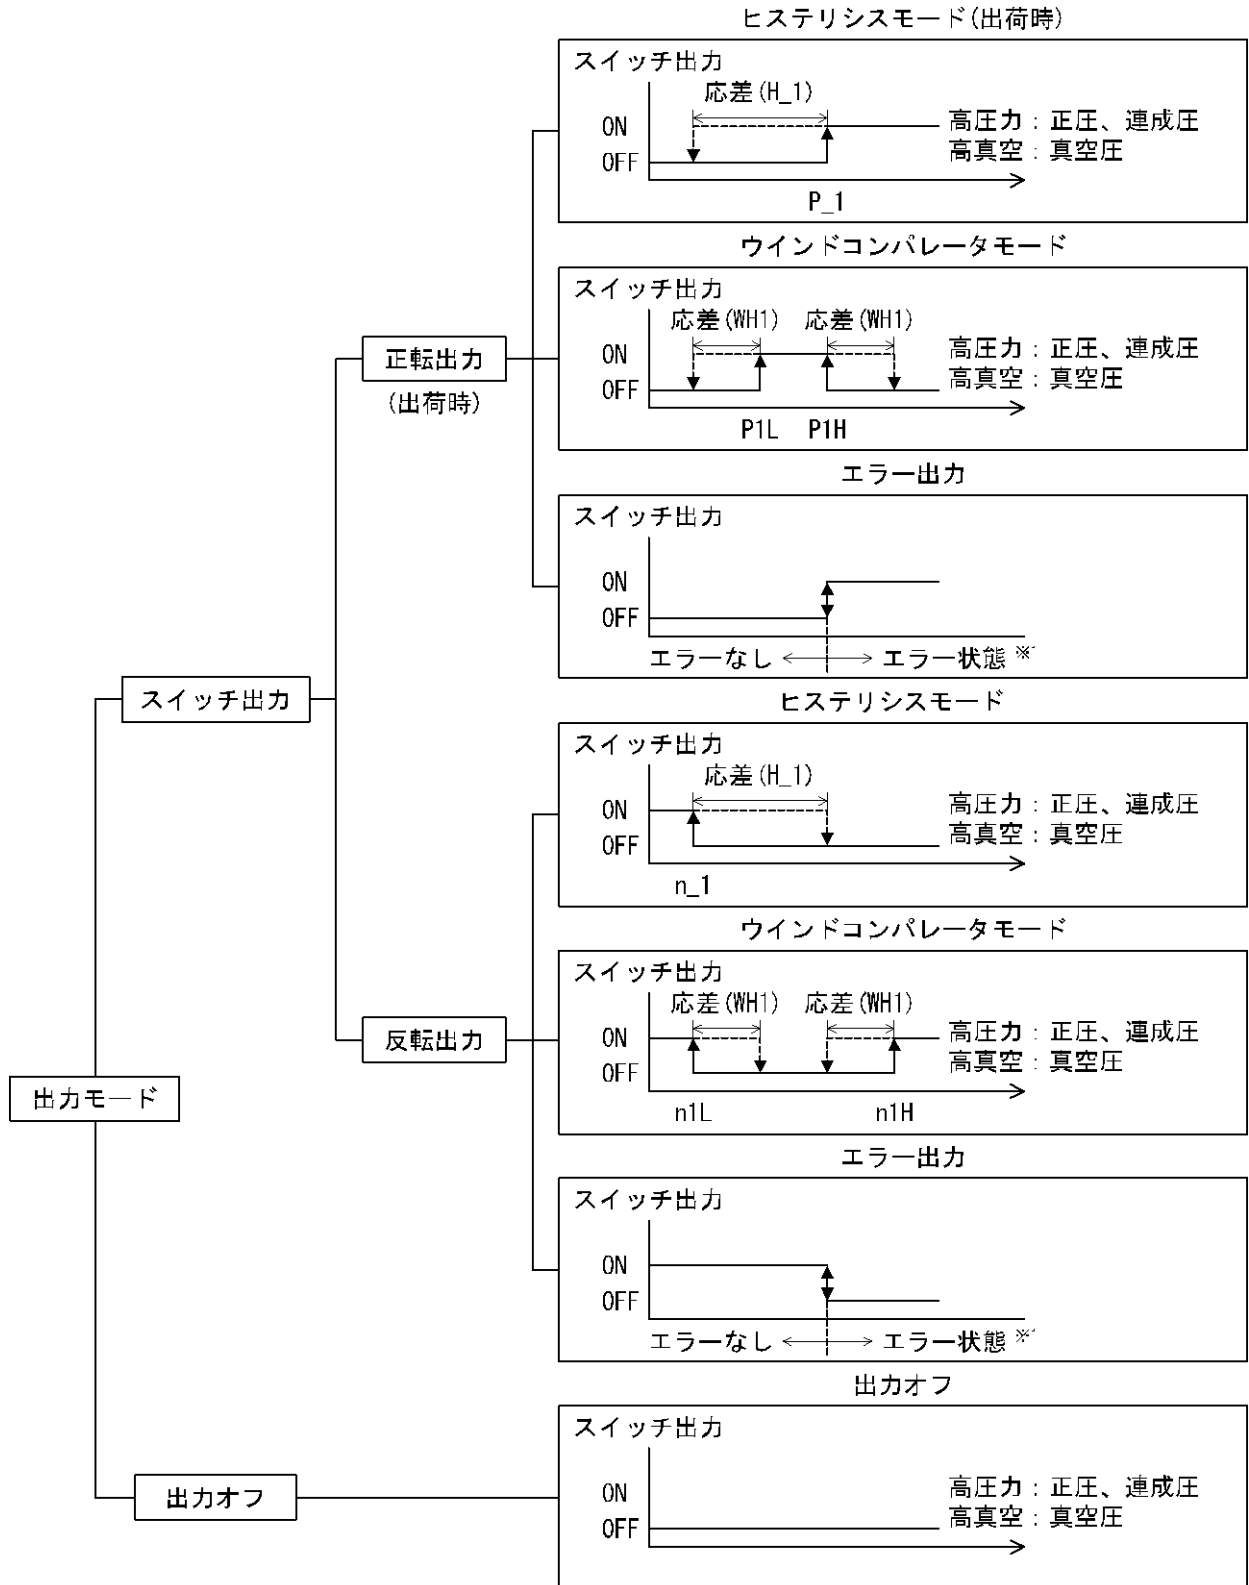 ヒステリシスモード(出荷時)
スイッチ出力
応差(H_1)
ON
OFF
高圧力：正圧、連成圧
高真空：真空圧
P_1
ウインドコンパレータモード
スイッチ出力
応差(WH1) 応差(WH1)
ON
OFF
高圧力：正圧、連成圧
高真空：真空圧
P1L P1H
正転出力
(出荷時)
エラー出力
スイッチ出力
ON
OFF
エラーなし エラー状態※1
スイッチ出力
ヒステリシスモード
スイッチ出力
応差(H_1)
ON
OFF
高圧力：正圧、連成圧
高真空：真空圧
n_1
ウインドコンパレータモード
スイッチ出力
応差(WH1) 応差(WH1)
ON
OFF
高圧力：正圧、連成圧
高真空：真空圧
n1L n1H
反転出力
出力モード
エラー出力
スイッチ出力
ON
OFF
エラーなし エラー状態※1
出力オフ
スイッチ出力
ON
OFF
高圧力：正圧、連成圧
高真空：真空圧
出力オフ